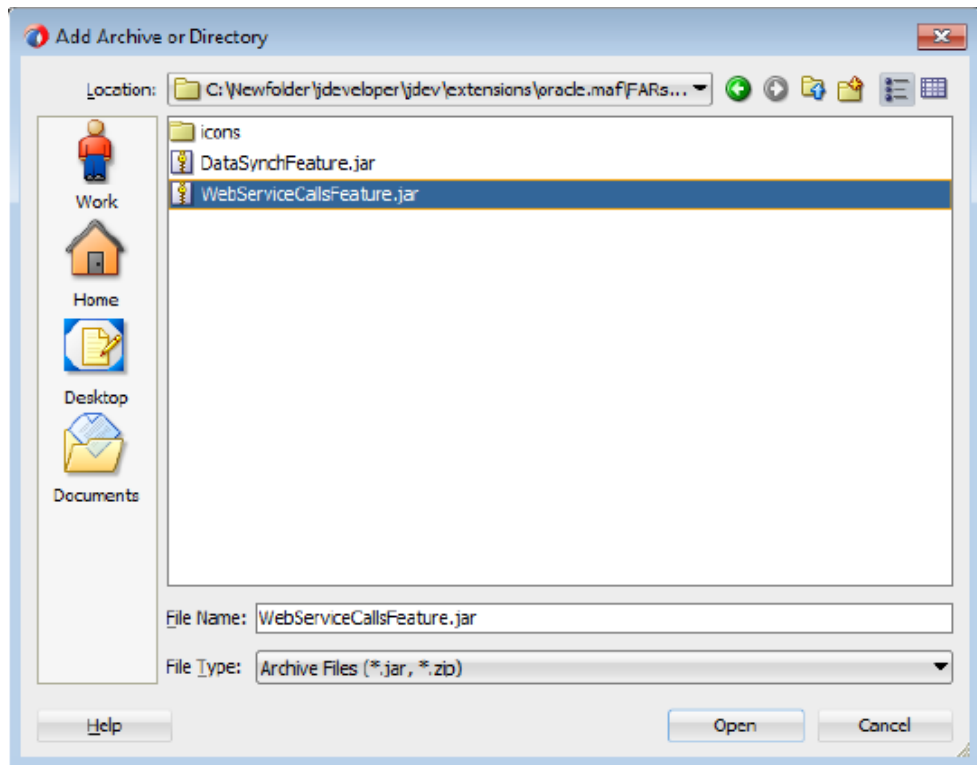 Add Archive or Directory
Location: C:\Newfolder\jdeveloper\jdev\extensions\oracle.maf\FARs...
icons
DataSynchFeature.jar
WebServiceCallsFeature.jar
Work
Home
Desktop
Documents
File Name: WebServiceCallsFeature.jar
File Type: Archive Files (*.jar, *.zip)
Help Open Cancel